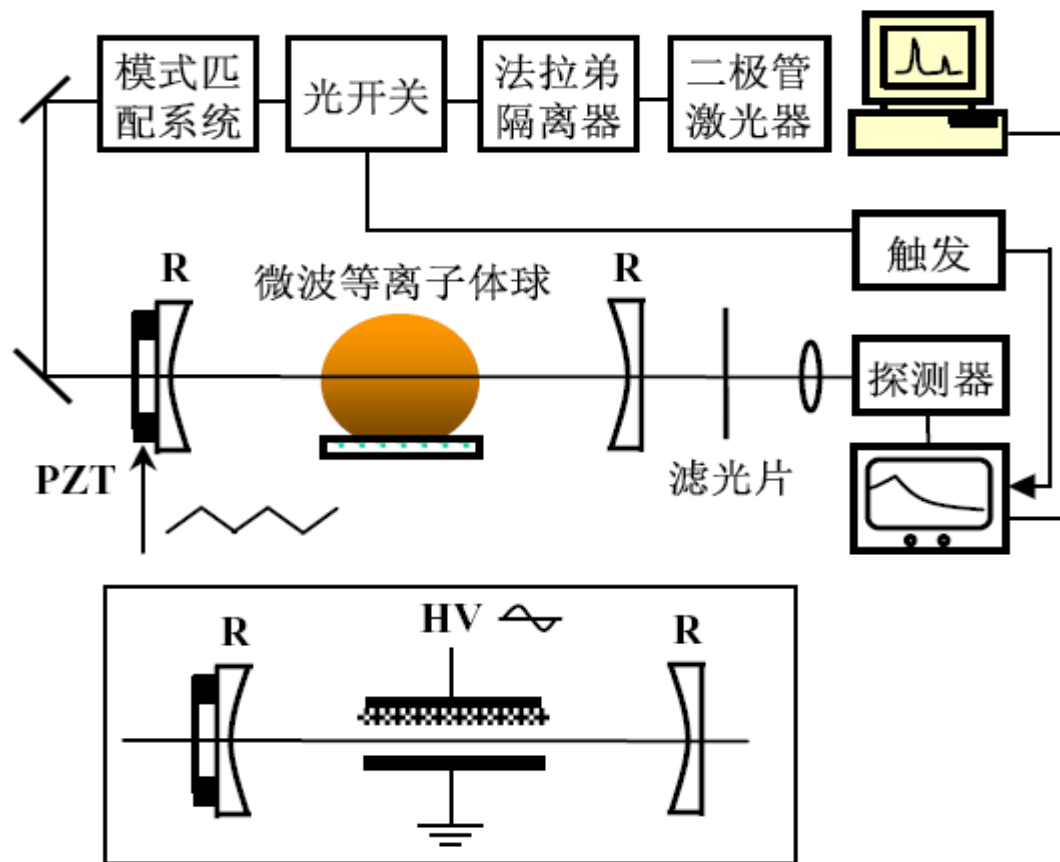 模式匹
配系统
光开关
法拉弟
隔离器
二极管
激光器
触发
R
微波等离子体球
R
探测器
PZT
滤光片
HV
R
R